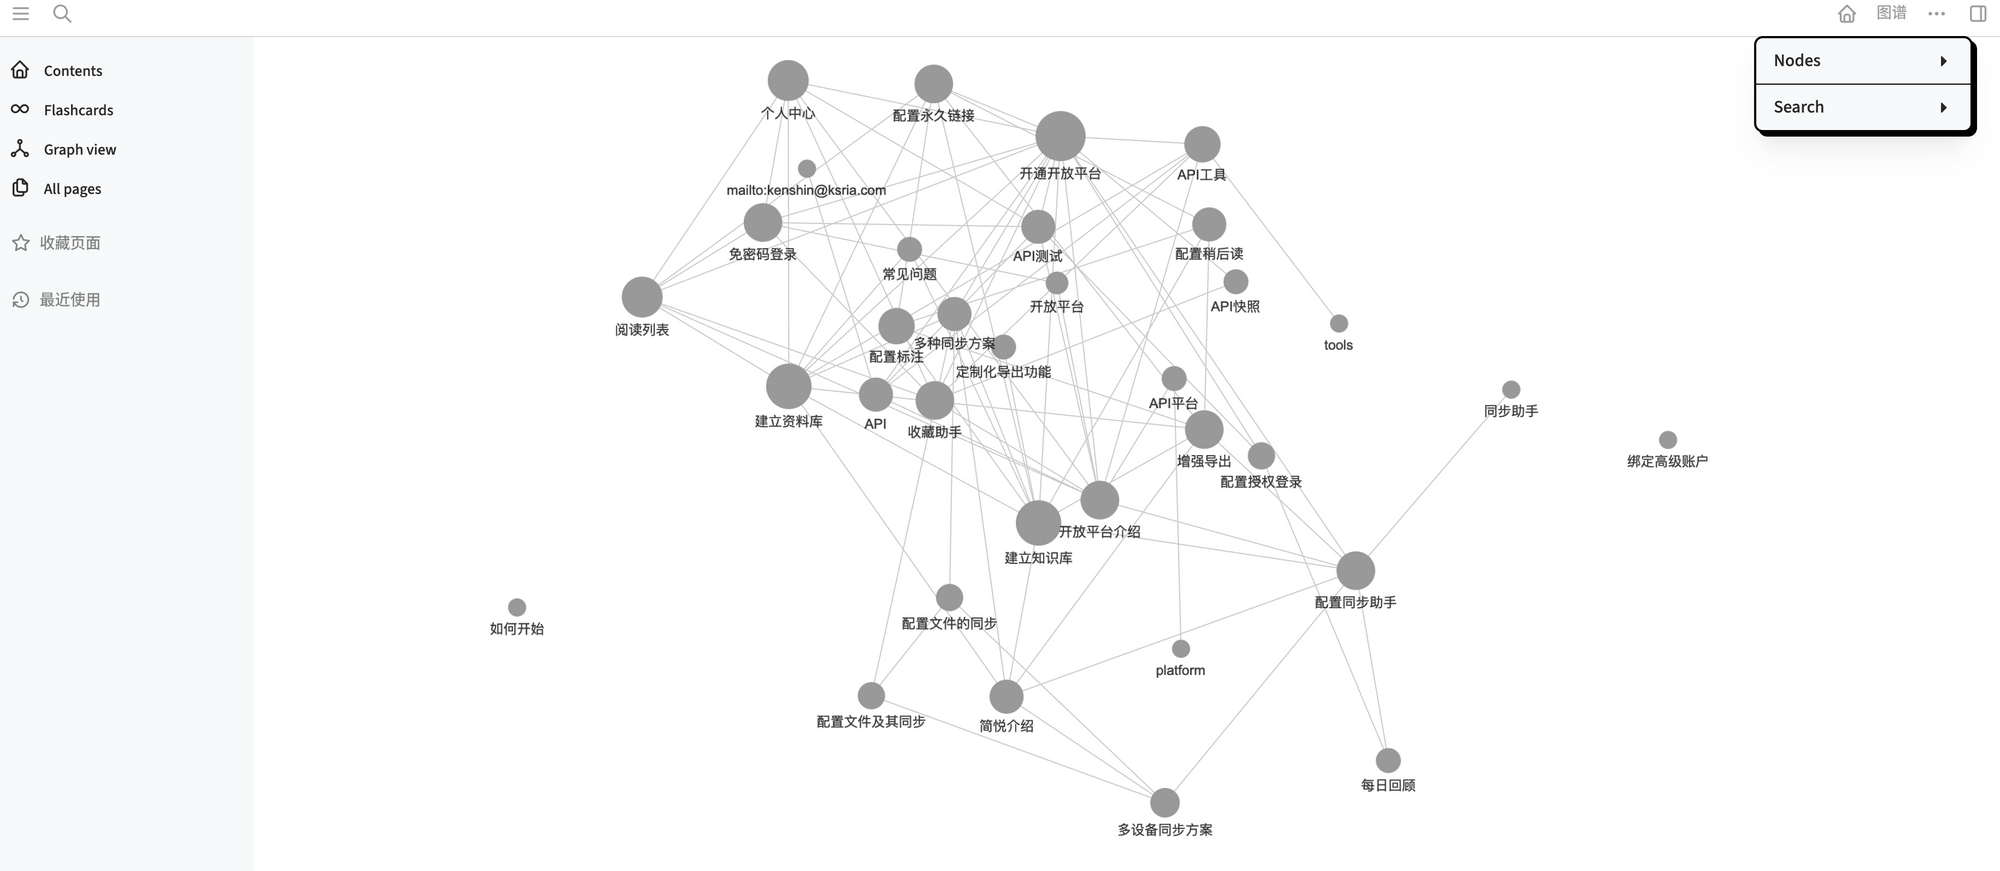 图谱
Contents
Flashcards
Graph view
All pages
收藏页面
最近使用
Nodes
Search
个人中心
配置永久链接
开通开放平台
API工具
mailto:kenshin@ksria.com
免密码登录
常见问题
API测试
配置稍后读
开放平台
API快照
阅读列表
多种同步方案
配置标注
定制化导出功能
tools
API平台
同步助手
建立资料库
API
收藏助手
增强导出
绑定高级账户
配置授权登录
开放平台介绍
建立知识库
配置同步助手
配置文件的同步
如何开始
platform
配置文件及其同步
简悦介绍
每日回顾
多设备同步方案